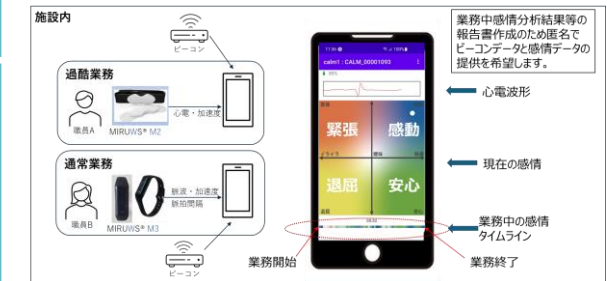 施設内
ビーコン
過酷業務
職員A
MIRUWS® M2
心電・加速度
通常業務
職員B
MIRUWS® M3
脈波・加速度
脈拍間隔
ビーコン
calm1 : CALM_00001093
緊張
感動
退屈
安心
業務中感情分析結果等の
報告書作成のため匿名で
ビーコンデータと感情データの
提供を希望します。
心電波形
現在の感情
業務中の感情
タイムライン
業務開始
業務終了